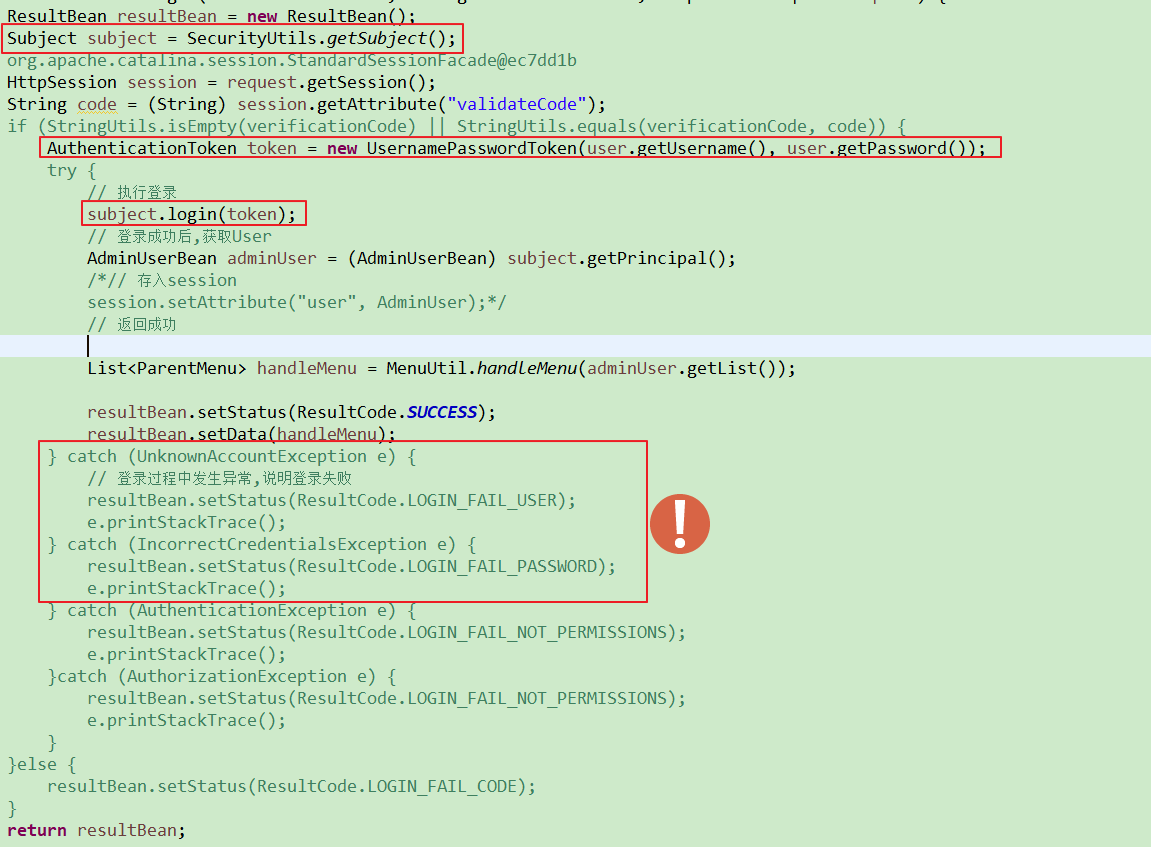 ResultBean resultBean = new ResultBean();
Subject subject = SecurityUtils.getSubject();
org.apache.catalina.session.StandardSessionFacade@ec7dd1b
HttpSession session = request.getSession();
String code = (String) session.getAttribute("validateCode");
if (StringUtils.isEmpty(verificationCode) || StringUtils.equals(verificationCode, code)) {
AuthenticationToken token = new UsernamePasswordToken(user.getUsername(), user.getPassword());
try {
// 执行登录
subject.login(token);
// 登录成功后,获取User
AdminUserBean adminUser = (AdminUserBean) subject.getPrincipal();
/*// 存入session
session.setAttribute("user", AdminUser);*/
// 返回成功
List<ParentMenu> handleMenu = MenuUtil.handleMenu(adminUser.getList());
resultBean.setStatus(ResultCode.SUCCESS);
resultBean.setData(handleMenu);
} catch (UnknownAccountException e) {
// 登录过程中发生异常,说明登录失败
resultBean.setStatus(ResultCode.LOGIN_FAIL_USER);
e.printStackTrace();
} catch (IncorrectCredentialsException e) {
resultBean.setStatus(ResultCode.LOGIN_FAIL_PASSWORD);
e.printStackTrace();
} catch (AuthenticationException e) {
resultBean.setStatus(ResultCode.LOGIN_FAIL_NOT_PERMISSIONS);
e.printStackTrace();
}catch (AuthorizationException e) {
resultBean.setStatus(ResultCode.LOGIN_FAIL_NOT_PERMISSIONS);
e.printStackTrace();
}
}else {
resultBean.setStatus(ResultCode.LOGIN_FAIL_CODE);
}
return resultBean;